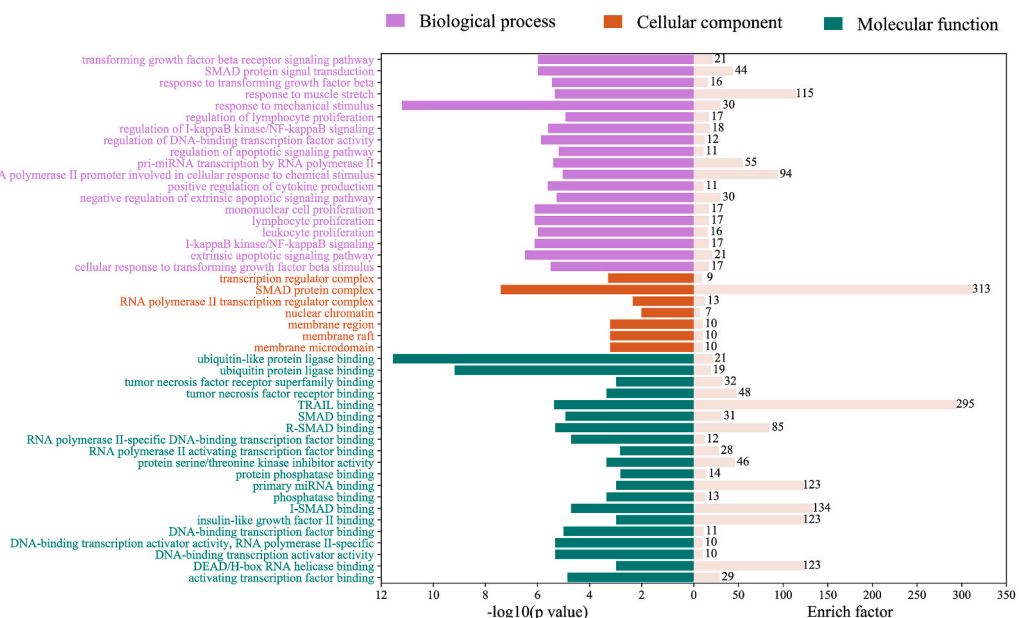 Biological process Cellular component Molecular function
transforming growth factor beta receptor signaling pathway 21
SMAD protein signal transduction 44
response to transforming growth factor beta 16
response to muscle stretch 115
response to mechanical stimulus 30
regulation of lymphocyte proliferation 17
regulation of I-kappaB kinase/NF-kappaB signaling 18
regulation of DNA-binding transcription factor activity 12
regulation of apoptotic signaling pathway 11
pri-miRNA transcription by RNA polymerase II 55
A polymerase II promoter involved in cellular response to chemical stimulus 94
positive regulation of cytokine production 11
negative regulation of extrinsic apoptotic signaling pathway 30
mononuclear cell proliferation 17
lymphocyte proliferation 17
leukocyte proliferation 16
I-kappaB kinase/NF-kappaB signaling 17
extrinsic apoptotic signaling pathway 21
cellular response to transforming growth factor beta stimulus 17
transcription regulator complex 9
SMAD protein complex 313
RNA polymerase II transcription regulator complex 13
nuclear chromatin 7
membrane region 10
membrane raft 10
membrane microdomain 10
ubiquitin-like protein ligase binding 21
ubiquitin protein ligase binding 19
tumor necrosis factor receptor superfamily binding 32
tumor necrosis factor receptor binding 48
TRAIL binding 295
SMAD binding 31
R-SMAD binding 85
RNA polymerase II-specific DNA-binding transcription factor binding 12
RNA polymerase II activating transcription factor binding 28
protein serine/threonine kinase inhibitor activity 46
protein phosphatase binding 14
primary miRNA binding 123
phosphatase binding 13
I-SMAD binding 134
insulin-like growth factor II binding 123
DNA-binding transcription factor binding 11
DNA-binding transcription activator activity, RNA polymerase II-specific 10
DNA-binding transcription activator activity 10
DEAD/H-box RNA helicase binding 123
activating transcription factor binding 29
12 10 8 6 4 2 0 50 100 150 200 250 300 350
-log10(p value) Enrich factor